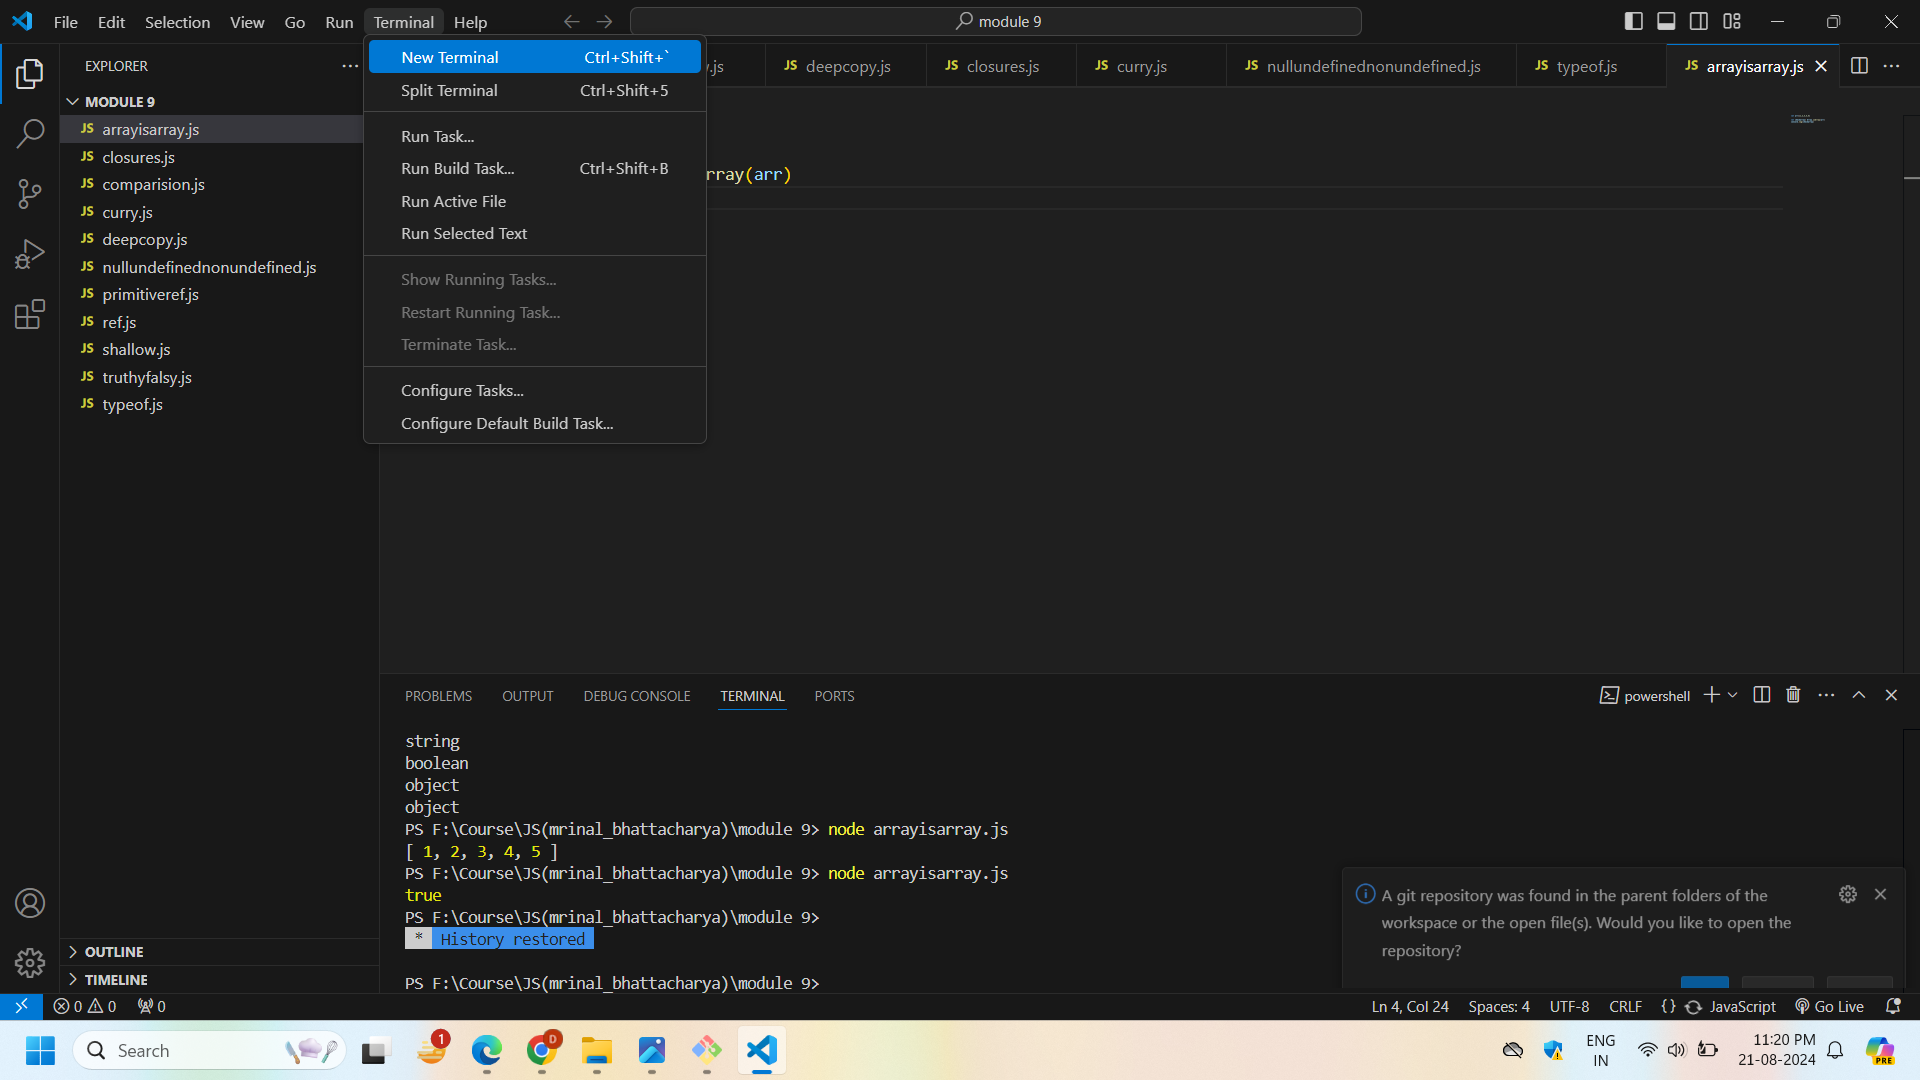 File Edit Selection View Go Run Terminal Help
module 9
EXPLORER
MODULE 9
JS arrayisarray.js
JS closures.js
JS comparision.js
JS curry.js
JS deepcopy.js
JS nullundefinednonundefined.js
JS primitiveref.js
JS ref.js
JS shallow.js
JS truthyfalsy.js
JS typeof.js
OUTLINE
TIMELINE
New Terminal Ctrl+Shift+`
Split Terminal Ctrl+Shift+5
Run Task...
Run Build Task... Ctrl+Shift+B
Run Active File
Run Selected Text
Show Running Tasks...
Restart Running Task...
Terminate Task...
Configure Tasks...
Configure Default Build Task...
.js JS deepcopy.js JS closures.js JS curry.js JS nullundefinednonundefined.js JS typeof.js JS arrayisarray.js
rray(arr)
PROBLEMS OUTPUT DEBUG CONSOLE TERMINAL PORTS
powershell
string
boolean
object
object
PS F:\Course\JS(mrinal_bhattacharya)\module 9> node arrayisarray.js
[ 1, 2, 3, 4, 5 ]
PS F:\Course\JS(mrinal_bhattacharya)\module 9> node arrayisarray.js
true
PS F:\Course\JS(mrinal_bhattacharya)\module 9>
* History restored
PS F:\Course\JS(mrinal_bhattacharya)\module 9>
A git repository was found in the parent folders of the
workspace or the open file(s). Would you like to open the
repository?
0 0 0
Ln 4, Col 24 Spaces: 4 UTF-8 CRLF {} JavaScript Go Live
Search
1
D
ENG
IN
11:20 PM
21-08-2024
PRE